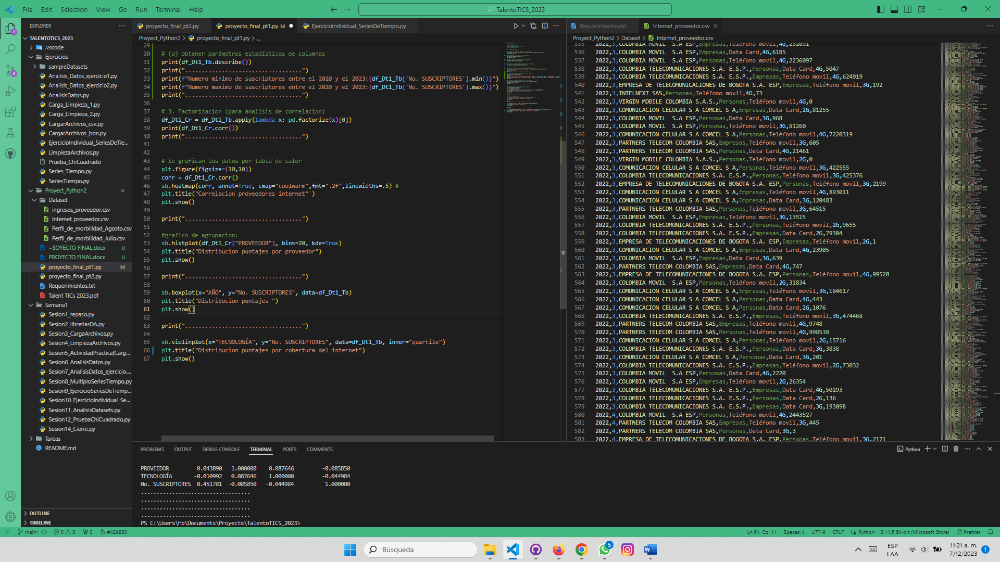 File Edit Selection View Go Run Terminal Help
TalentoTICS_2023
EXPLORER
TALENTOTICS_2023
.vscode
Ejercicios
sampleDatasets
Analisis_Datos_ejercicio1.py
Analisis_Datos_ejercicio2.py
AnalisisDatos.py
Carga_Limpieza_1.py
Carga_Limpieza_2.py
CargarArchivos_csv.py
CargarArchivos_json.py
EjercicioIndividual_SeriesDeTie...
LimpiezaArchivos.py
Prueba_ChiCuadrado
Series_Tiempo.py
SeriesTiempo.py
Proyect_Python2
Dataset
ingresos_proveedor.csv
Internet_proveedor.csv
Perfil_de_morbilidad_Agosto.csv
Perfil_de_morbilidad_Julio.csv
~$OYECTO FINAL.docx U
PROYECTO FINAL.docx U
proyecto_final_pt1.py M
proyecto_final_pt2.py
Requerimientos.txt
Talent TICs 2023.pdf
Semana1
Sesion1_repaso.py
Sesion2_libreriasDA.py
Sesion3_CargaArchivos.py
Sesion4_LimpiezaArchivos.py
Sesion5_ActividadPractica(Carg...
Sesion6_AnalisisDatos.py
Sesion7_AnalisisDatos_ejercicio....
Sesion8_MultiploSeriesTiempo.py
Sesion9_EjercicioSeriesDeTiemp...
Sesion10_EjercicioIndividual_Se...
Sesion11_AnalisisDatasets.py
Sesion12_PruebaChiCuadrado.py
Sesion14_Cierre.py
Tareas
README.md
OUTLINE
TIMELINE
proyecto_final_pt2.py proyecto_final_pt1.py M EjercicioIndividual_SeriesDeTiempo.py
Proyect_Python2 > proyecto_final_pt1.py > ...
29
30 # (a) obtener parámetros estadísticos de columnas
31 print(df_Dt1_Tb.describe())
32 print("...................................")
33 print(f"Numero minimo de suscriptores entre el 2020 y el 2023:{df_Dt1_Tb['No. SUSCRIPTORES'].min()}")
34 print(f"Numero maximo de suscriptores entre el 2020 y el 2023:{df_Dt1_Tb['No. SUSCRIPTORES'].max()}")
35 print("...................................")
36
37 # 3. Factorizacion (para analisis de correlacion)
38 df_Dt1_Cr = df_Dt1_Tb.apply(lambda x: pd.factorize(x)[0])
39 print(df_Dt1_Cr.corr())
40 print("...................................")
41
42
43 # Se grafican los datos por tabla de calor
44 plt.figure(figsize=(10,10))
45 corr = df_Dt1_Cr.corr()
46 sb.heatmap(corr, annot=True, cmap="coolwarm",fmt=".2f",linewidths=.5) #
47 plt.title("Correlacion proveedores internet" )
48 plt.show()
49
50 print("...................................")
51
52 #grafico de agrupacion:
53 sb.histplot(df_Dt1_Cr["PROVEEDOR"], bins=20, kde=True)
54 plt.title("Distribucion puntajes por proveedor")
55 plt.show()
56
57 print("...................................")
58
59 sb.boxplot(x="AÑO", y="No. SUSCRIPTORES", data=df_Dt1_Tb)
60 plt.title("Distribucion puntajes ")
61 plt.show()
62
63 print("...................................")
64
65 sb.violinplot(x="TECNOLOGÍA", y="No. SUSCRIPTORES", data=df_Dt1_Tb, inner="quartile")
66 plt.title("Distribucion puntajes por cobertura del internet")
67 plt.show()
Requerimientos.txt Internet_proveedor.csv
Proyect_Python2 > Dataset > Internet_proveedor.csv
535 2022,3,COLOMBIA MOVIL  S.A ESP,Empresas,Teléfono movil,4G,232091
536 2022,3,COLOMBIA MOVIL  S.A ESP,Empresas,Data Card,4G,6185
537 2022,3,COLOMBIA MOVIL  S.A ESP,Personas,Teléfono movil,4G,2236097
538 2022,3,COLOMBIA TELECOMUNICACIONES S.A. E.S.P.,Personas,Data Card,4G,5047
539 2022,3,COLOMBIA TELECOMUNICACIONES S.A. E.S.P.,Empresas,Teléfono movil,4G,624919
540 2022,3,EMPRESA DE TELECOMUNICACIONES DE BOGOTA S.A. ESP,Empresas,Teléfono movil,3G,192
541 2022,3,INTELNEXT SAS,Personas,Teléfono movil,4G,73
542 2022,3,VIRGIN MOBILE COLOMBIA S.A.S.,Personas,Teléfono movil,4G,0
543 2022,3,COMUNICACION CELULAR S A COMCEL S A,Empresas,Data Card,2G,81255
544 2022,3,COLOMBIA MOVIL  S.A ESP,Personas,Data Card,3G,968
545 2022,3,COLOMBIA MOVIL  S.A ESP,Personas,Teléfono movil,3G,81260
546 2022,3,COMUNICACION CELULAR S A COMCEL S A,Personas,Teléfono movil,4G,7220319
547 2022,3,PARTNERS TELECOM COLOMBIA SAS,Empresas,Teléfono movil,3G,605
548 2022,3,PARTNERS TELECOM COLOMBIA SAS,Personas,Data Card,4G,21461
549 2022,3,VIRGIN MOBILE COLOMBIA S.A.S.,Personas,Teléfono movil,2G,0
550 2022,3,COMUNICACION CELULAR S A COMCEL S A,Personas,Teléfono movil,3G,422555
551 2022,3,COLOMBIA TELECOMUNICACIONES S.A. E.S.P.,Personas,Teléfono movil,3G,425376
552 2022,3,EMPRESA DE TELECOMUNICACIONES DE BOGOTA S.A. ESP,Personas,Teléfono movil,3G,2199
553 2022,3,COMUNICACION CELULAR S A COMCEL S A,Empresas,Teléfono movil,4G,893011
554 2022,3,COMUNICACION CELULAR S A COMCEL S A,Empresas,Data Card,3G,120483
555 2022,3,PARTNERS TELECOM COLOMBIA SAS,Personas,Teléfono movil,3G,64515
556 2022,3,COLOMBIA MOVIL  S.A ESP,Empresas,Teléfono movil,3G,13515
557 2022,3,COLOMBIA TELECOMUNICACIONES S.A. E.S.P.,Personas,Teléfono movil,2G,9655
558 2022,3,COLOMBIA TELECOMUNICACIONES S.A. E.S.P.,Empresas,Data Card,2G,79304
559 2022,3,EMPRESA DE TELECOMUNICACIONES DE BOGOTA S.A. ESP,Personas,Teléfono movil,2G,1
560 2022,3,COMUNICACION CELULAR S A COMCEL S A,Empresas,Data Card,4G,23905
561 2022,3,COLOMBIA MOVIL  S.A ESP,Empresas,Data Card,3G,639
562 2022,3,PARTNERS TELECOM COLOMBIA SAS,Empresas,Data Card,4G,747
563 2022,3,EMPRESA DE TELECOMUNICACIONES DE BOGOTA S.A. ESP,Personas,Teléfono movil,4G,99528
564 2022,3,COLOMBIA MOVIL  S.A ESP,Personas,Teléfono movil,2G,31834
565 2022,3,COMUNICACION CELULAR S A COMCEL S A,Empresas,Teléfono movil,3G,184617
566 2022,3,COMUNICACION CELULAR S A COMCEL S A,Personas,Data Card,4G,443
567 2022,3,COMUNICACION CELULAR S A COMCEL S A,Personas,Data Card,2G,1076
568 2022,3,COLOMBIA TELECOMUNICACIONES S.A. E.S.P.,Empresas,Teléfono movil,3G,474468
569 2022,3,PARTNERS TELECOM COLOMBIA SAS,Empresas,Teléfono movil,4G,9748
570 2022,3,PARTNERS TELECOM COLOMBIA SAS,Personas,Teléfono movil,4G,998538
571 2022,3,COMUNICACION CELULAR S A COMCEL S A,Personas,Teléfono movil,2G,15716
572 2022,3,COLOMBIA TELECOMUNICACIONES S.A. E.S.P.,Personas,Data Card,3G,3838
573 2022,3,COMUNICACION CELULAR S A COMCEL S A,Personas,Data Card,3G,201
574 2022,3,COLOMBIA TELECOMUNICACIONES S.A. E.S.P.,Empresas,Teléfono movil,2G,73032
575 2022,3,COLOMBIA MOVIL  S.A ESP,Personas,Data Card,4G,2220
576 2022,3,COLOMBIA MOVIL  S.A ESP,Empresas,Teléfono movil,2G,26354
577 2022,3,COLOMBIA TELECOMUNICACIONES S.A. E.S.P.,Empresas,Data Card,4G,50293
578 2022,3,COLOMBIA TELECOMUNICACIONES S.A. E.S.P.,Personas,Data Card,2G,136
579 2022,3,COLOMBIA TELECOMUNICACIONES S.A. E.S.P.,Empresas,Data Card,3G,193098
580 2022,4,COLOMBIA MOVIL  S.A ESP,Personas,Teléfono movil,4G,2443527
581 2022,4,PARTNERS TELECOM COLOMBIA SAS,Empresas,Teléfono movil,3G,445
582 2022,4,PARTNERS TELECOM COLOMBIA SAS,Personas,Data Card,3G,3
583 2022,4,EMPRESA DE TELECOMUNICACIONES DE BOGOTA S.A. ESP,Personas,Teléfono movil,3G,2171
PROBLEMS OUTPUT DEBUG CONSOLE TERMINAL PORTS COMMENTS
Python
PROVEEDOR 0.043890 1.000000 0.087646 -0.085850
TECNOLOGÍA -0.010992 0.087646 1.000000 -0.044984
No. SUSCRIPTORES 0.451781 -0.085850 -0.044984 1.000000
...................................
...................................
...................................
...................................
PS C:\Users\Hp\Documents\Proyects\TalentoTICS_2023>
main* 0 0 0 #42b883
Ln 61, Col 11 Spaces: 4 UTF-8 CRLF Python 3.11.6 64-bit (Microsoft Store) Prettier
Búsqueda
5
ESP
LAA
11:21 a. m.
7/12/2023
1